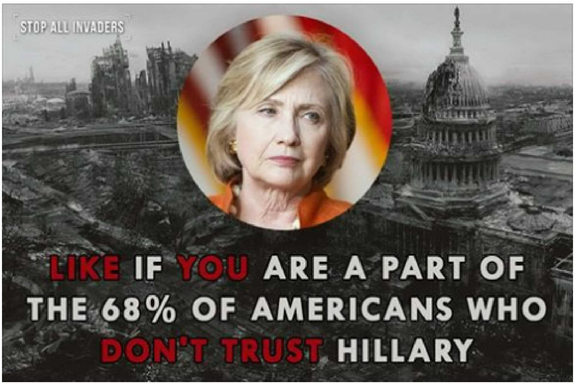 STOP ALL INVADERS
LIKE IF YOU ARE A PART OF
THE 68% OF AMERICANS WHO
DON'T TRUST HILLARY